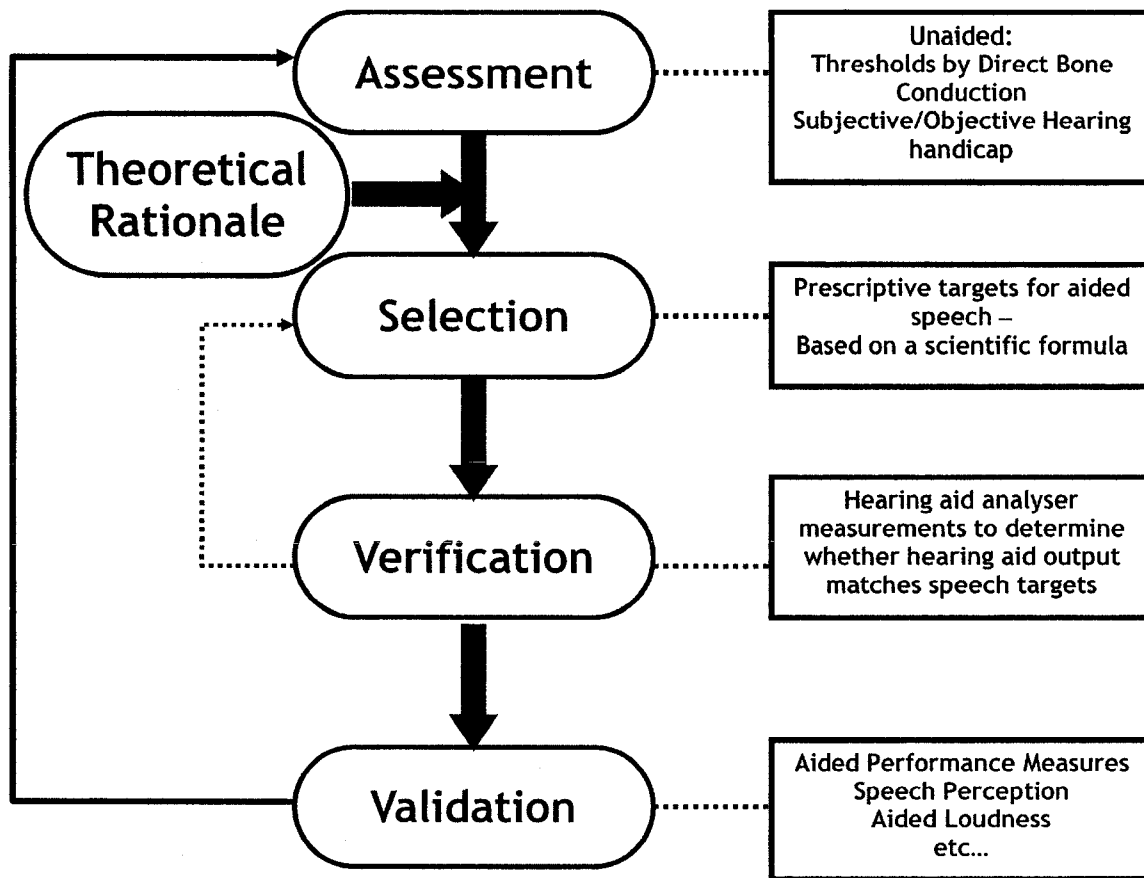 Assessment
Unaided:
Thresholds by Direct Bone
Conduction
Subjective/Objective Hearing
handicap
Theoretical
Rationale
Selection
Prescriptive targets for aided
speech –
Based on a scientific formula
Verification
Hearing aid analyser
measurements to determine
whether hearing aid output
matches speech targets
Validation
Aided Performance Measures
Speech Perception
Aided Loudness
etc...